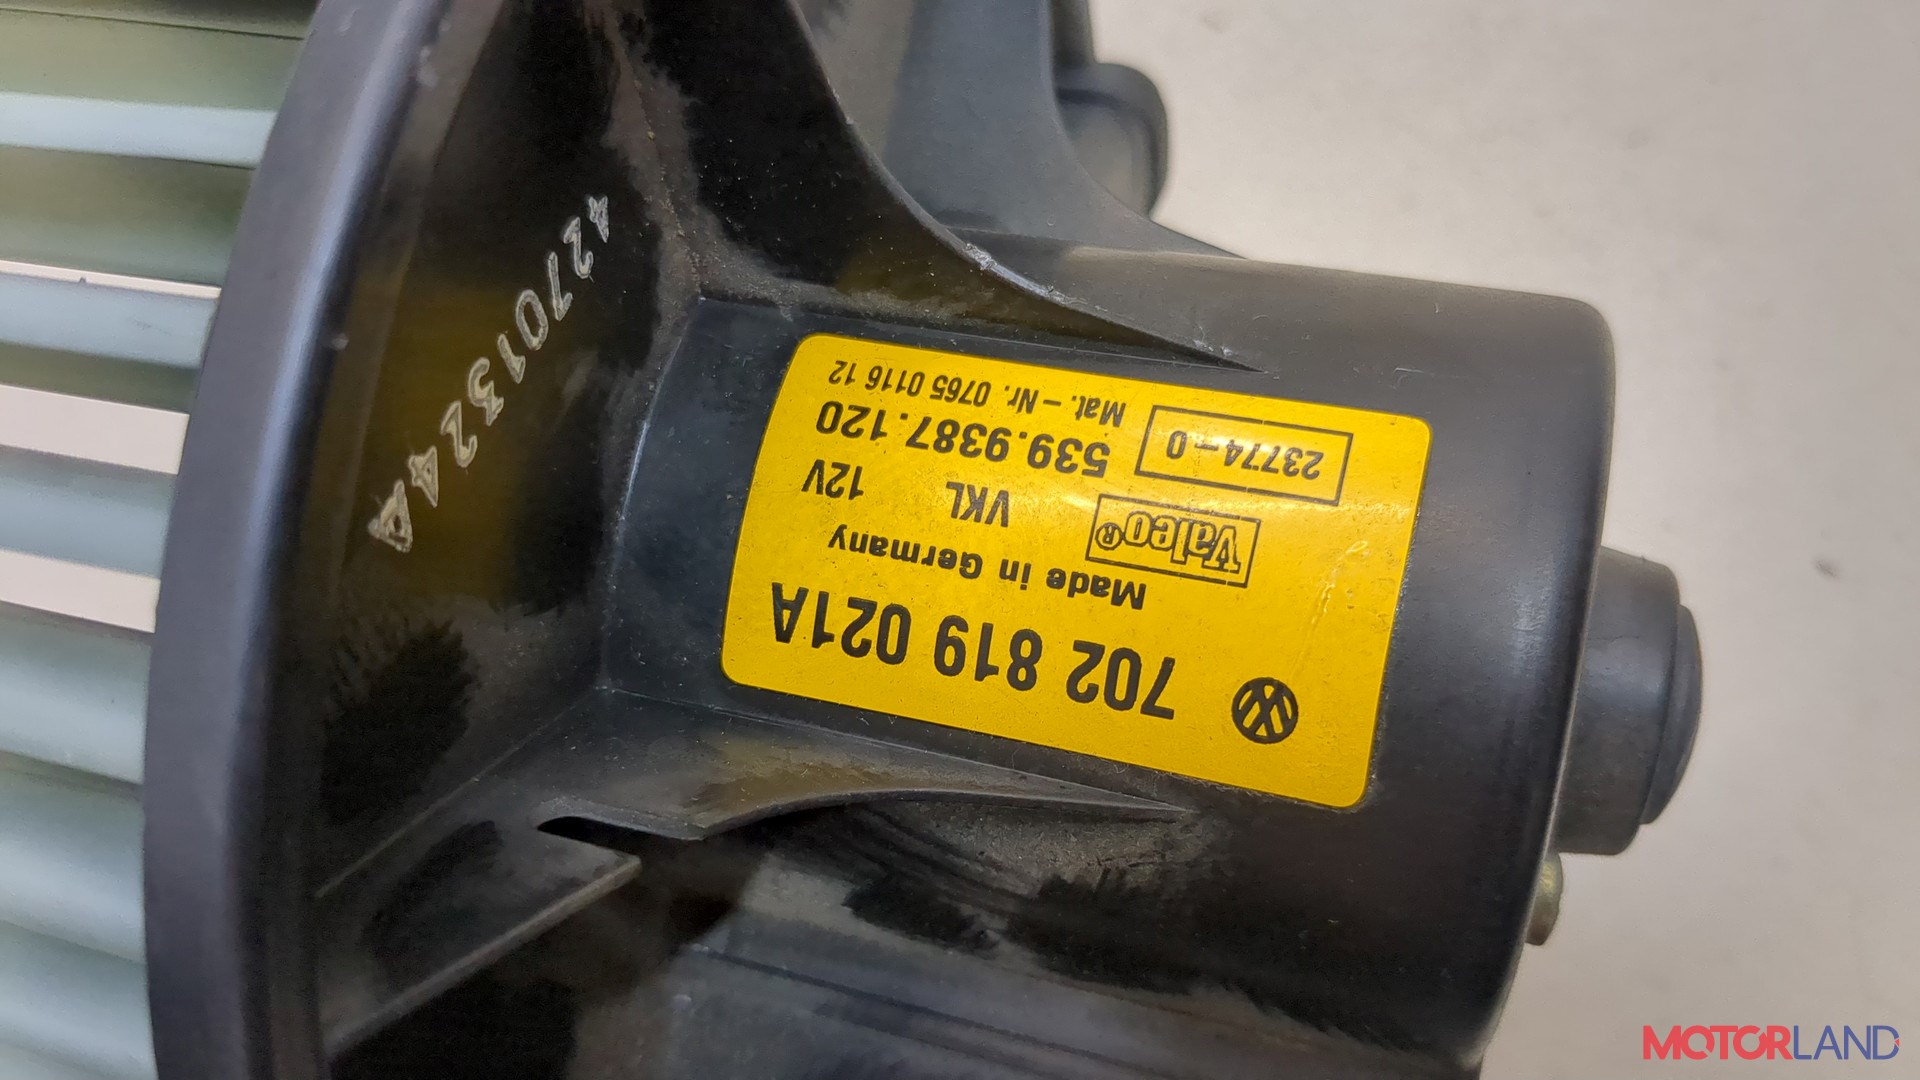 702 819 021A
Made in Germany
Valeo®
VKL 12V
539.9387.120
23774-0
Mat.-Nr. 0765 0116 12
42701324A
MOTORLAND